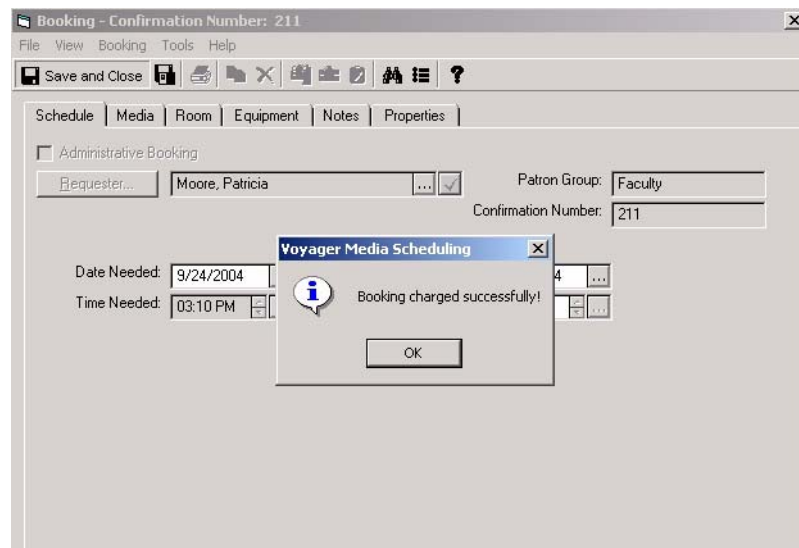 Booking - Confirmation Number: 211
File View Booking Tools Help
Save and Close
Schedule Media Room Equipment Notes Properties
Administrative Booking
Requester... Moore, Patricia ... Patron Group: Faculty
Confirmation Number: 211
Voyager Media Scheduling
Date Needed: 9/24/2004 4 ...
Booking charged successfully!
Time Needed: 03:10 PM ...
OK